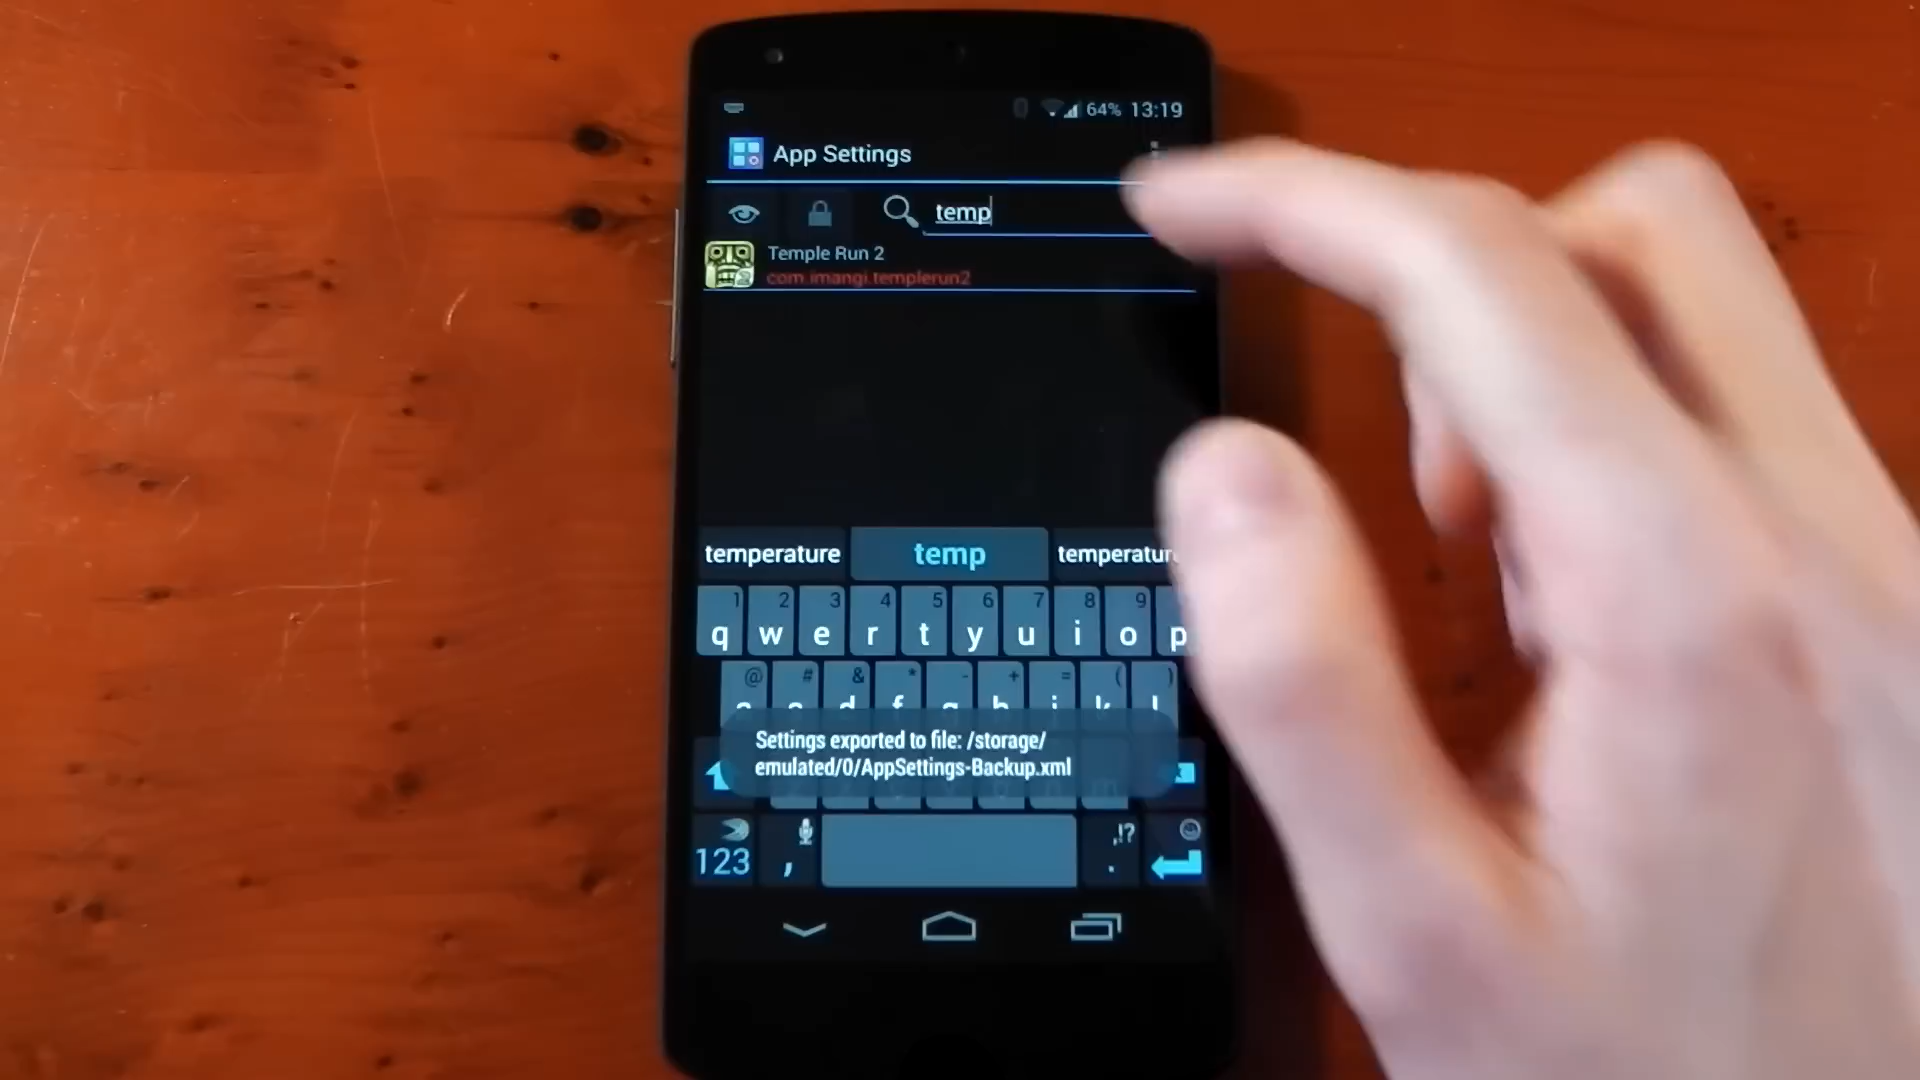 64% 13:19
App Settings
temp
Temple Run 2
com.imangi.templerun2
temperature temp
1 2 3 4 5 6 7 8 9
q w e r t y u i o p
@ # & * - + = ( )
d f g h j k l
Settings exported to file: /storage/
emulated/0/AppSettings-Backup.xml
,!?
123 , .